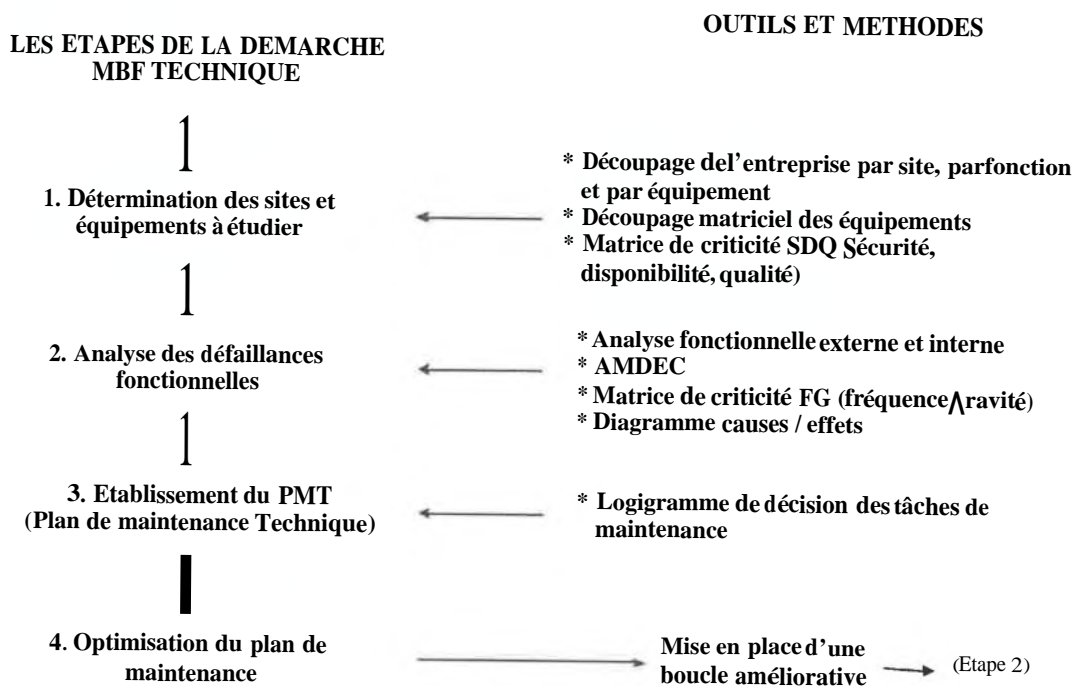 LES ETAPES DE LA DEMARCHE
MBF TECHNIQUE
OUTILS ET METHODES
1. Détermination des sites et
équipements à étudier
* Découpage del'entreprise par site, parfonction
et par équipement
* Découpage matriciel des équipements
* Matrice de criticité SDQ Sécurité,
disponibilité, qualité)
2. Analyse des défaillances
fonctionnelles
* Analyse fonctionnelle externe et interne
* AMDEC
* Matrice de criticité FG (fréquence/\ravité)
* Diagramme causes / effets
3. Etablissement du PMT
(Plan de maintenance Technique)
* Logigramme de décision des tâches de
maintenance
4. Optimisation du plan de
maintenance
Mise en place d'une
boucle améliorative
(Etape 2)